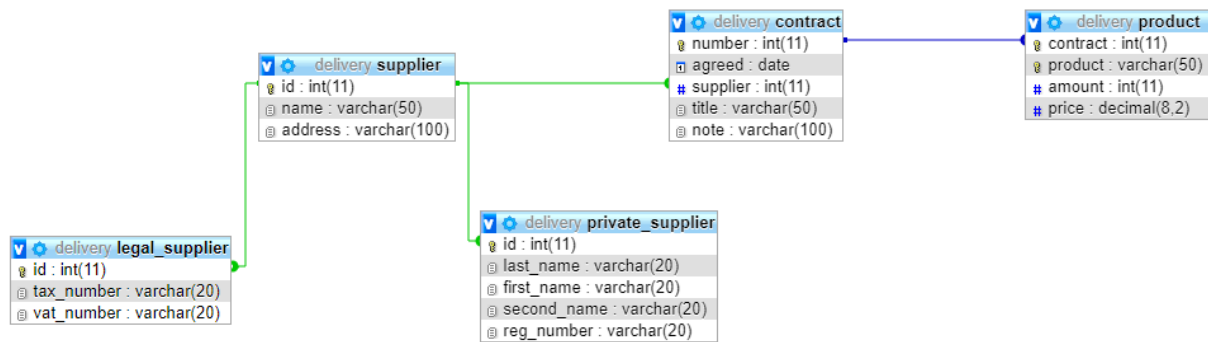 delivery supplier
id : int(11)
name : varchar(50)
address : varchar(100)
delivery contract
number : int(11)
agreed : date
supplier : int(11)
title : varchar(50)
note : varchar(100)
delivery product
contract : int(11)
product : varchar(50)
amount : int(11)
price : decimal(8,2)
delivery legal_supplier
id : int(11)
tax_number : varchar(20)
vat_number : varchar(20)
delivery private_supplier
id : int(11)
last_name : varchar(20)
first_name : varchar(20)
second_name : varchar(20)
reg_number : varchar(20)